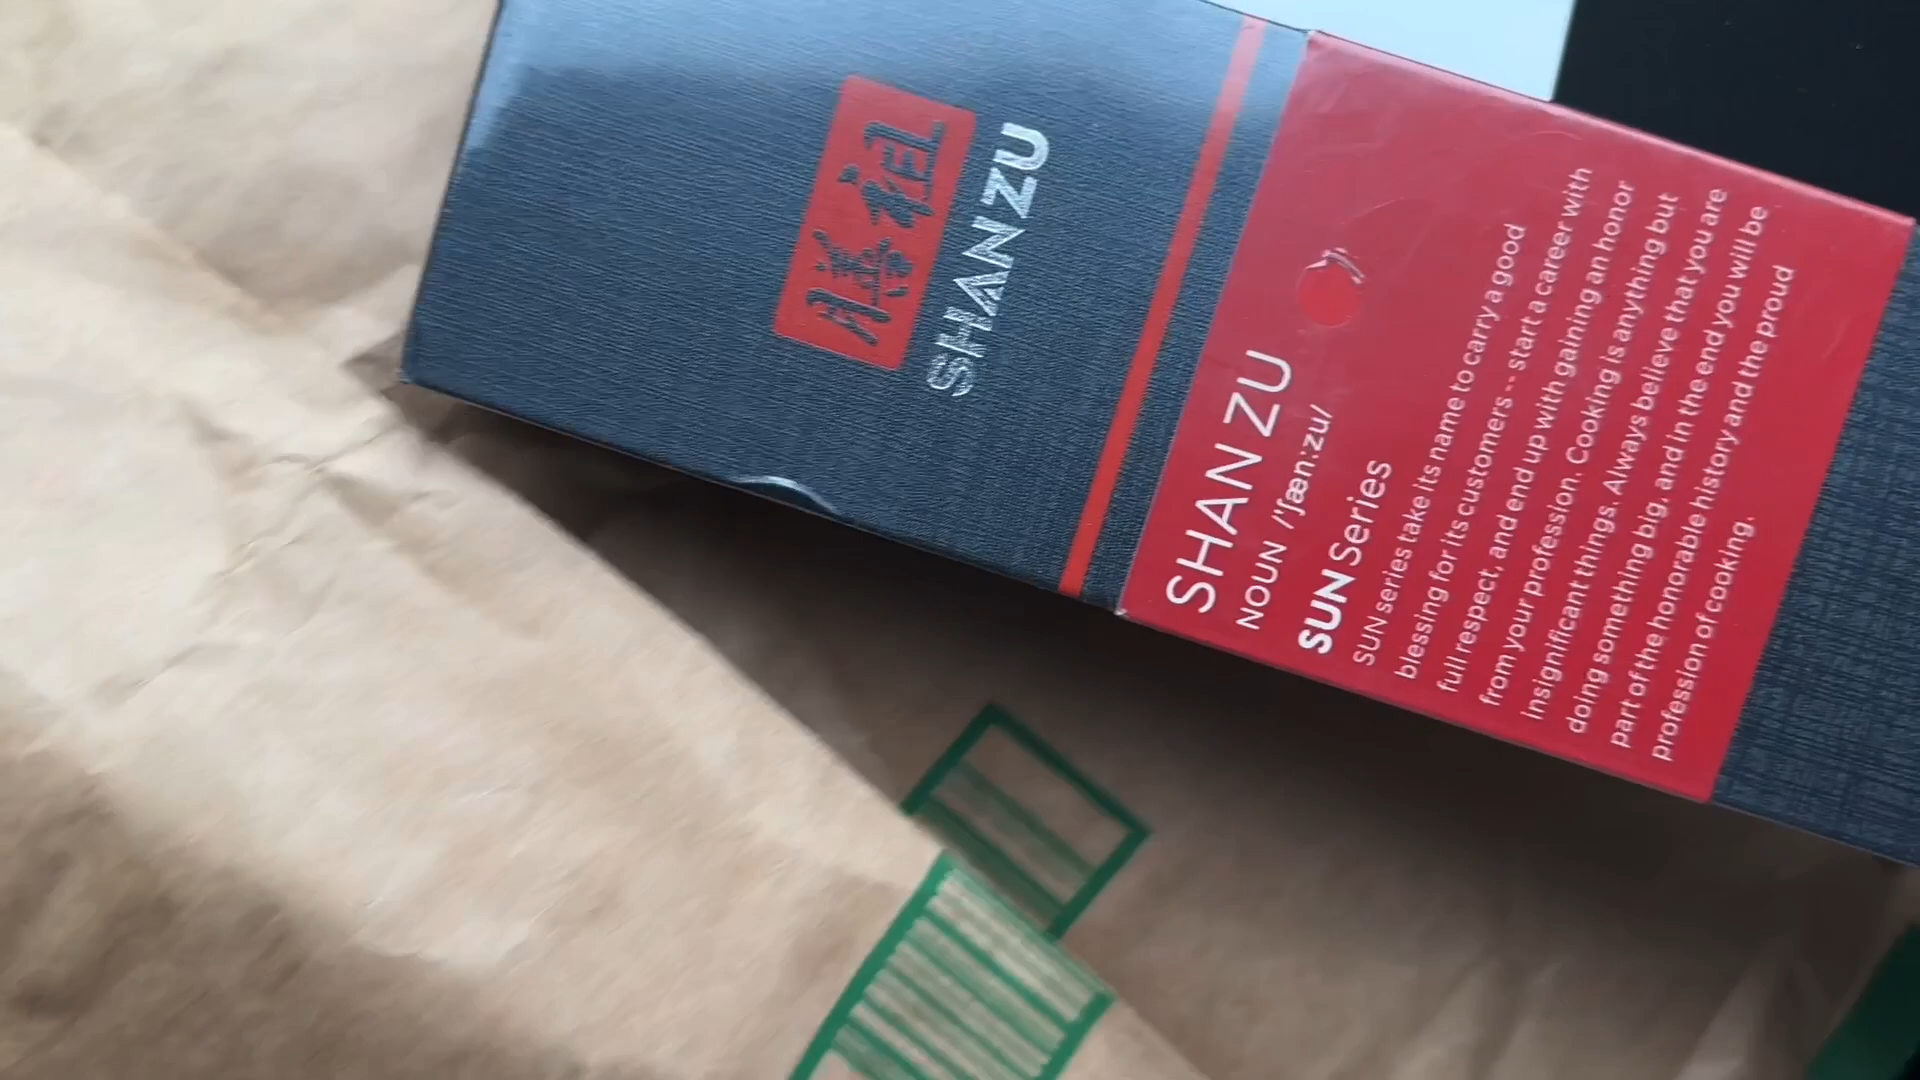 膳祖
SHANZU
SHAN ZU
NOUN /'ʃæn:zu/
SUN Series
SUN series take its name to carry a good
blessing for its customers -- start a career with
full respect, and end up with gaining an honor
from your profession. Cooking is anything but
insignificant things. Always believe that you are
doing something big, and in the end you will be
part of the honorable history and the proud
profession of cooking.